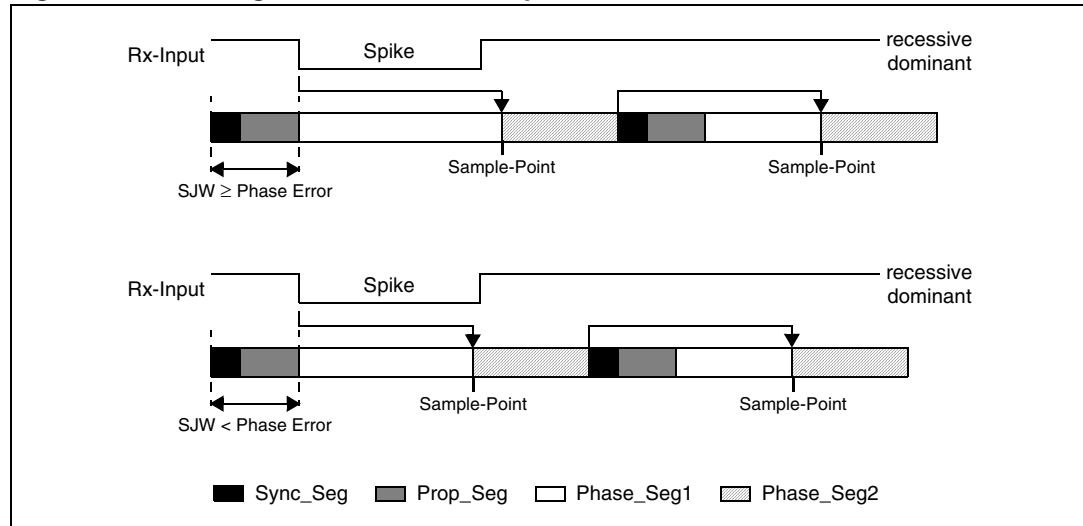 Rx-Input
Spike
recessive
dominant
Sample-Point
Sample-Point
SJW ≥ Phase Error
Rx-Input
Spike
recessive
dominant
Sample-Point
Sample-Point
SJW < Phase Error
Sync_Seg
Prop_Seg
Phase_Seg1
Phase_Seg2